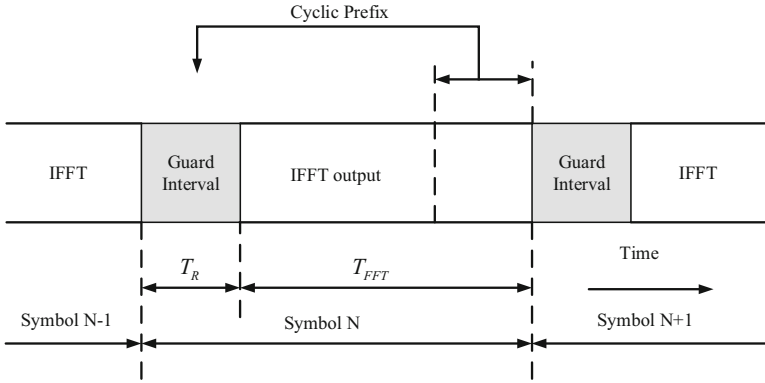 Cyclic Prefix
IFFT
Guard
Interval
IFFT output
Guard
Interval
IFFT
T_R
T_FFT
Time
Symbol N-1
Symbol N
Symbol N+1